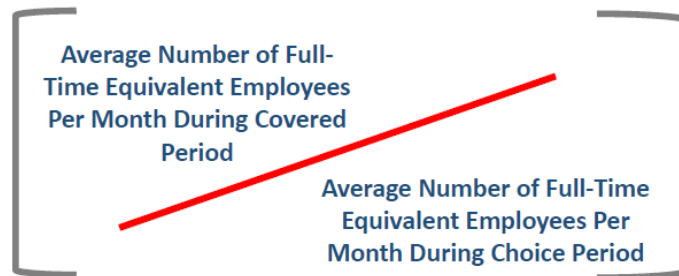 Average Number of Full-
Time Equivalent Employees
Per Month During Covered
Period
Average Number of Full-Time
Equivalent Employees Per
Month During Choice Period